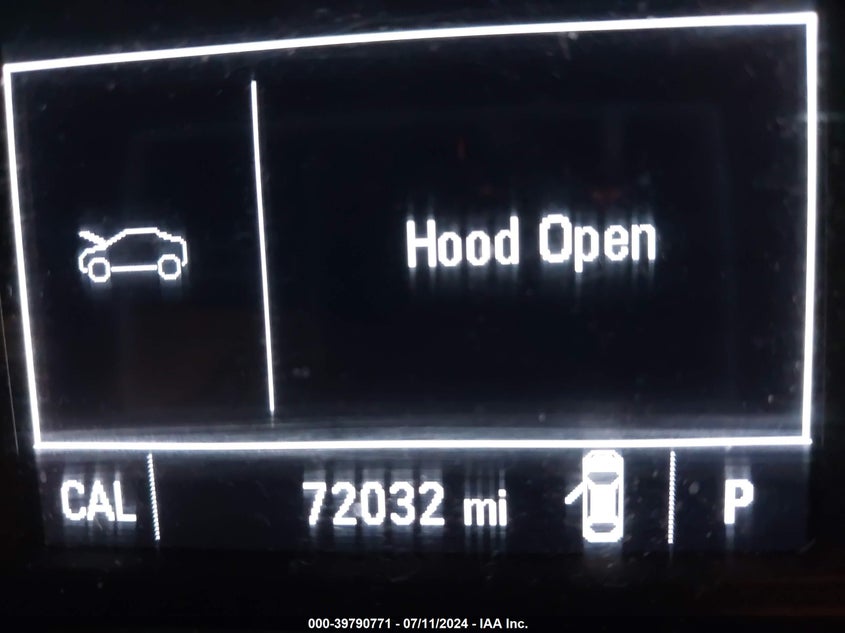 Hood Open
CAL 72032 mi P
000-39790771 - 07/11/2024 - IAA Inc.